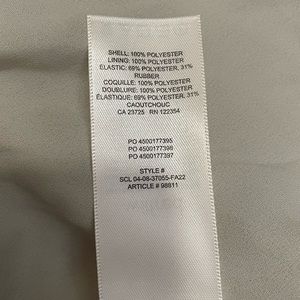 SHELL: 100% POLYESTER
LINING: 100% POLYESTER
ELASTIC: 69% POLYESTER, 31%
RUBBER
COQUILLE: 100% POLYESTER
DOUBLURE: 100% POLYESTER
ÉLASTIQUE: 69% POLYESTER, 31%
CAOUTCHOUC
CA 23725 RN 122354
PO 4500177395
PO 4500177396
PO 4500177397
STYLE #
SCL 04-08-37055-FA22
ARTICLE # 98811